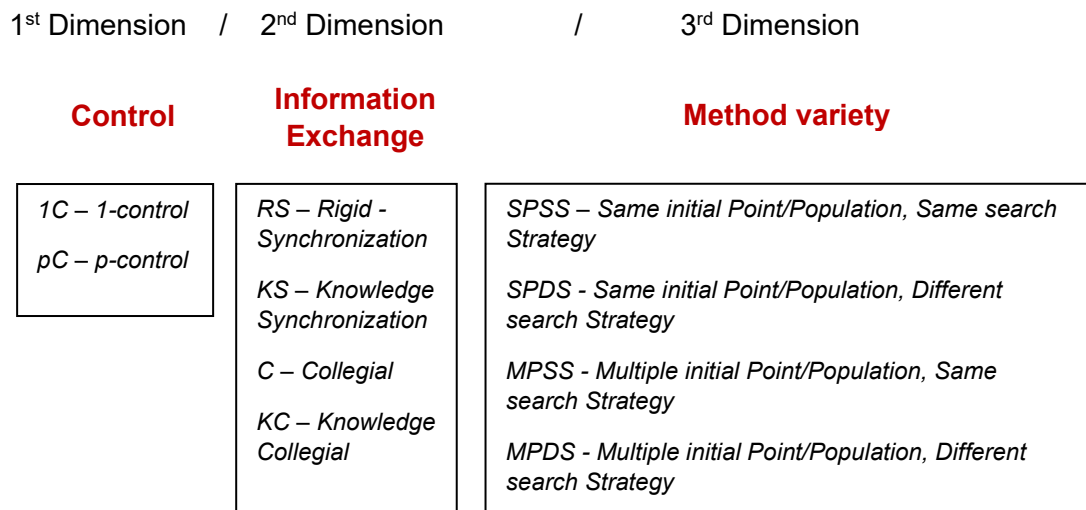 1st Dimension / 2nd Dimension / 3rd Dimension
Control
Information
Exchange
Method variety
1C – 1-control
pC – p-control
RS – Rigid -
Synchronization
KS – Knowledge
Synchronization
C – Collegial
KC – Knowledge
Collegial
SPSS – Same initial Point/Population, Same search
Strategy
SPDS - Same initial Point/Population, Different
search Strategy
MPSS - Multiple initial Point/Population, Same
search Strategy
MPDS - Multiple initial Point/Population, Different
search Strategy